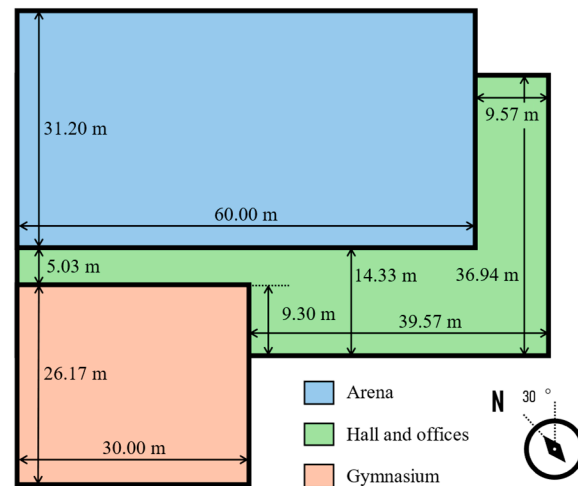 9.57 m
31.20 m
60.00 m
5.03 m
14.33 m
36.94 m
9.30 m
39.57 m
26.17 m
Arena
N 30 °
Hall and offices
30.00 m
Gymnasium